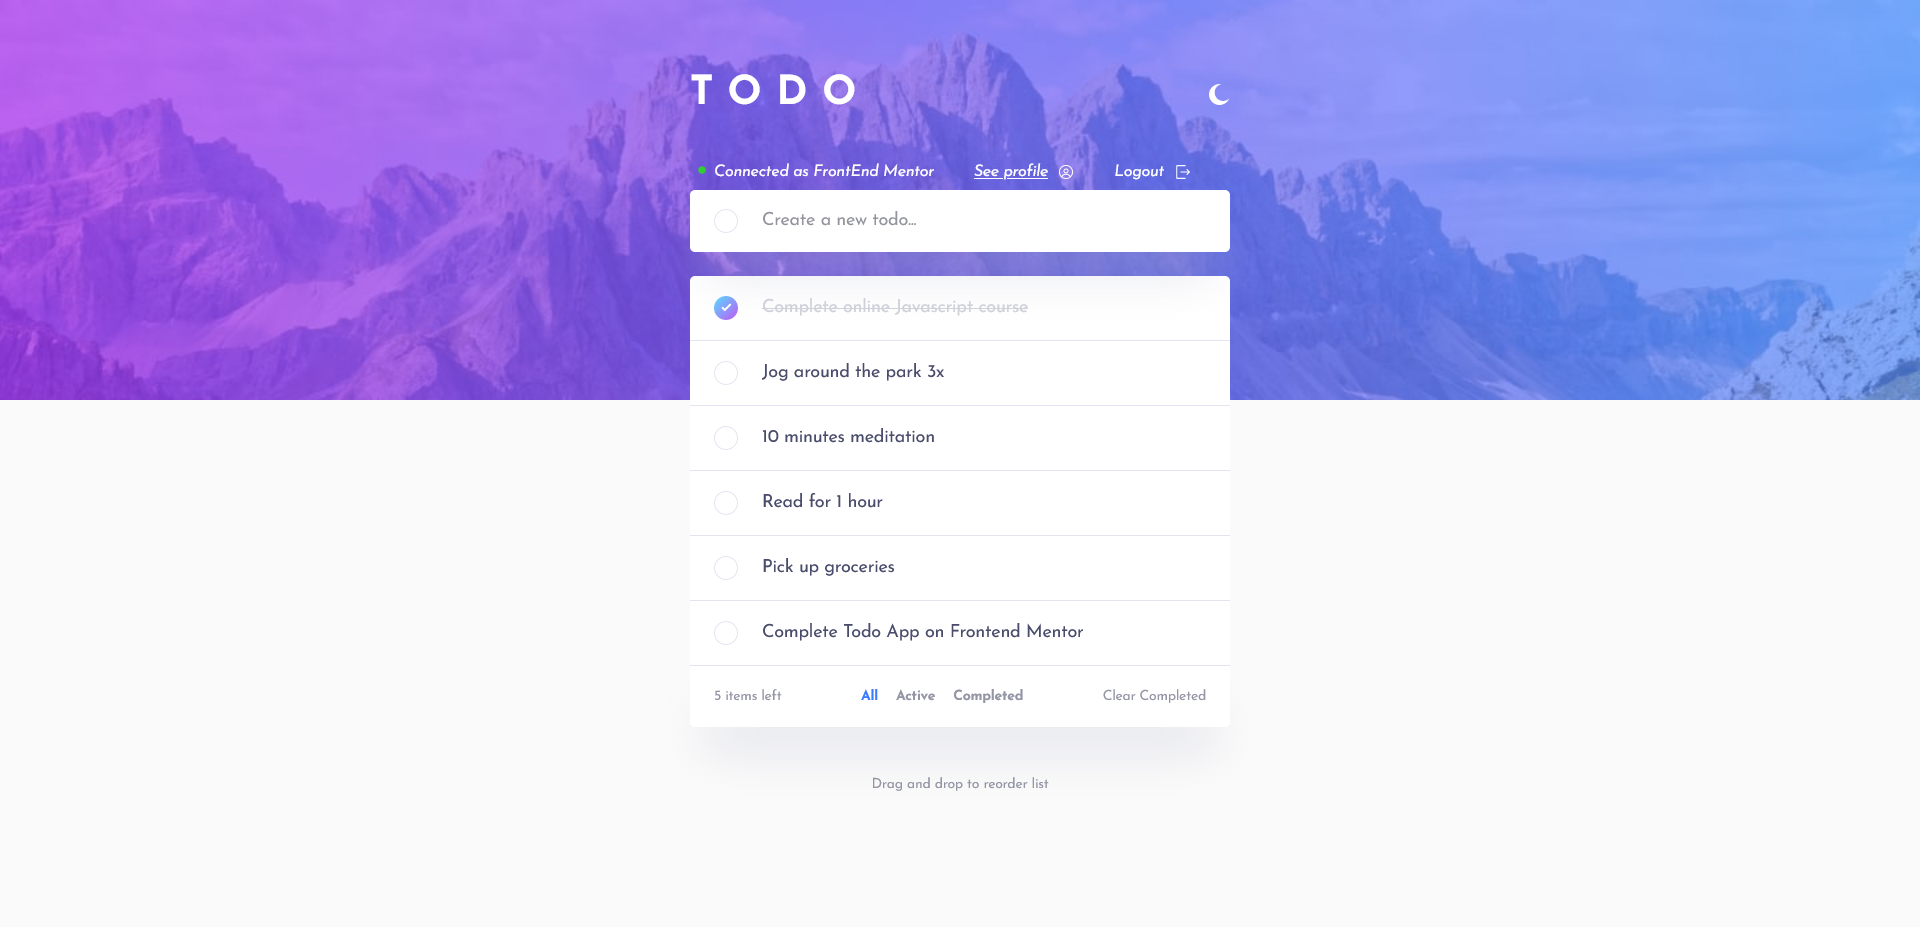 TODO
Connected as FrontEnd Mentor See profile Logout
Create a new todo...
Complete online Javascript course
Jog around the park 3x
10 minutes meditation
Read for 1 hour
Pick up groceries
Complete Todo App on Frontend Mentor
5 items left All Active Completed Clear Completed
Drag and drop to reorder list